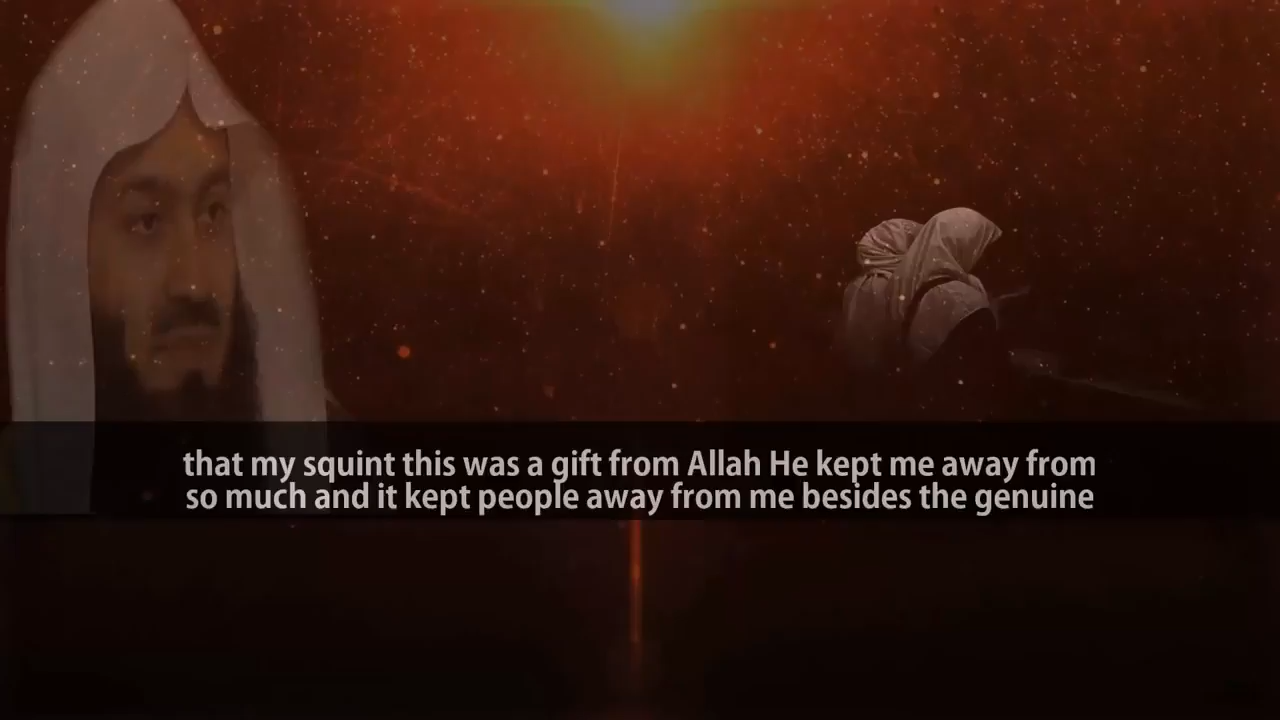 that my squint this was a gift from Allah He kept me away from
so much and it kept people away from me besides the genuine